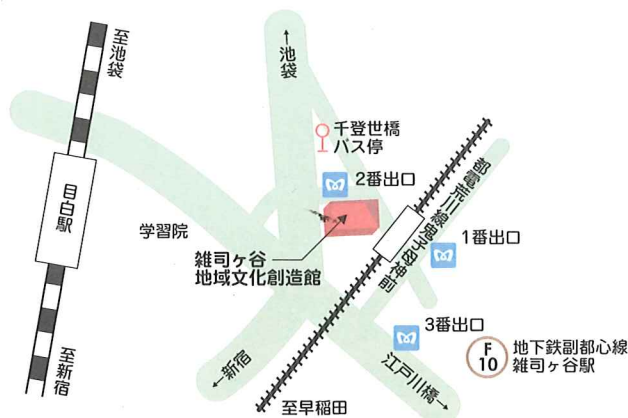 至池袋
目白駅
至新宿
↑池袋
千登世橋
バス停
2番出口
学習院
雑司ヶ谷
地域文化創造館
都電荒川線鬼子母神前
1番出口
3番出口
F
10
地下鉄副都心線
雑司ヶ谷駅
←新宿
江戸川橋→
至早稲田